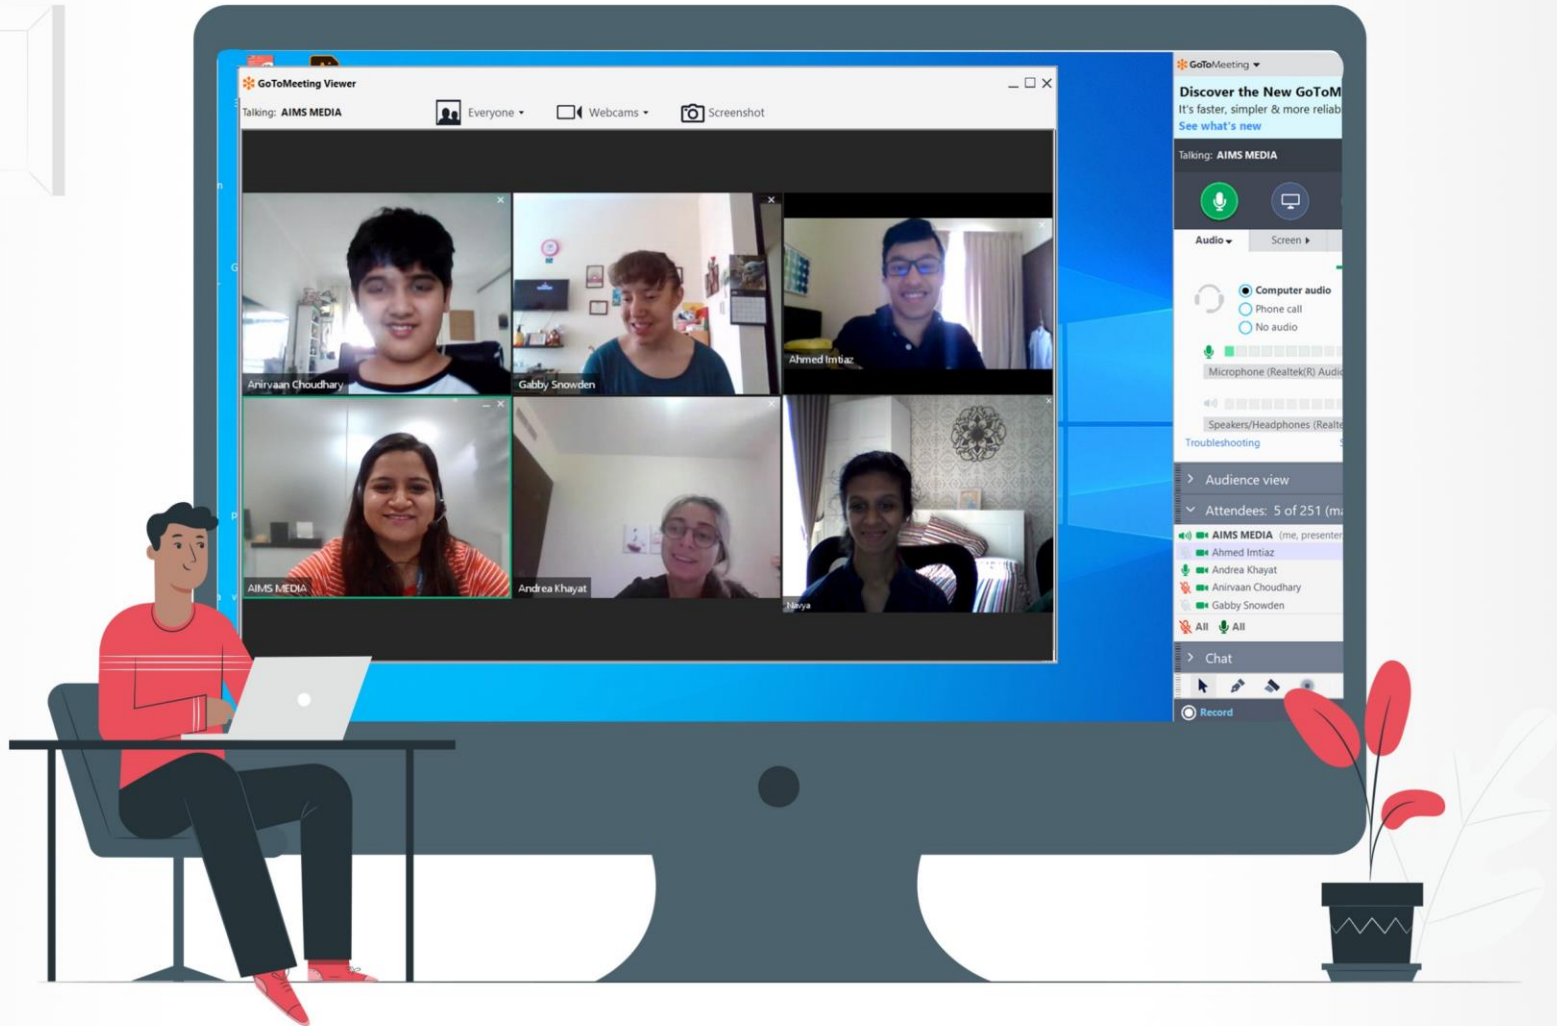 GoToMeeting Viewer
Talking: AIMS MEDIA
Everyone
Webcams
Screenshot
Anirvaan Choudhary
Gabby Snowden
Ahmed Imtiaz
AIMS MEDIA
Andrea Khayat
Navya
GoToMeeting
Discover the New GoToM
It's faster, simpler & more reliab
See what's new
Talking: AIMS MEDIA
Audio
Screen
Computer audio
Phone call
No audio
Microphone (Realtek(R) Audio
Speakers/Headphones (Realte
Troubleshooting
Audience view
Attendees: 5 of 251 (ma
AIMS MEDIA (me, presenter
Ahmed Imtiaz
Andrea Khayat
Anirvaan Choudhary
Gabby Snowden
All All
Chat
Record